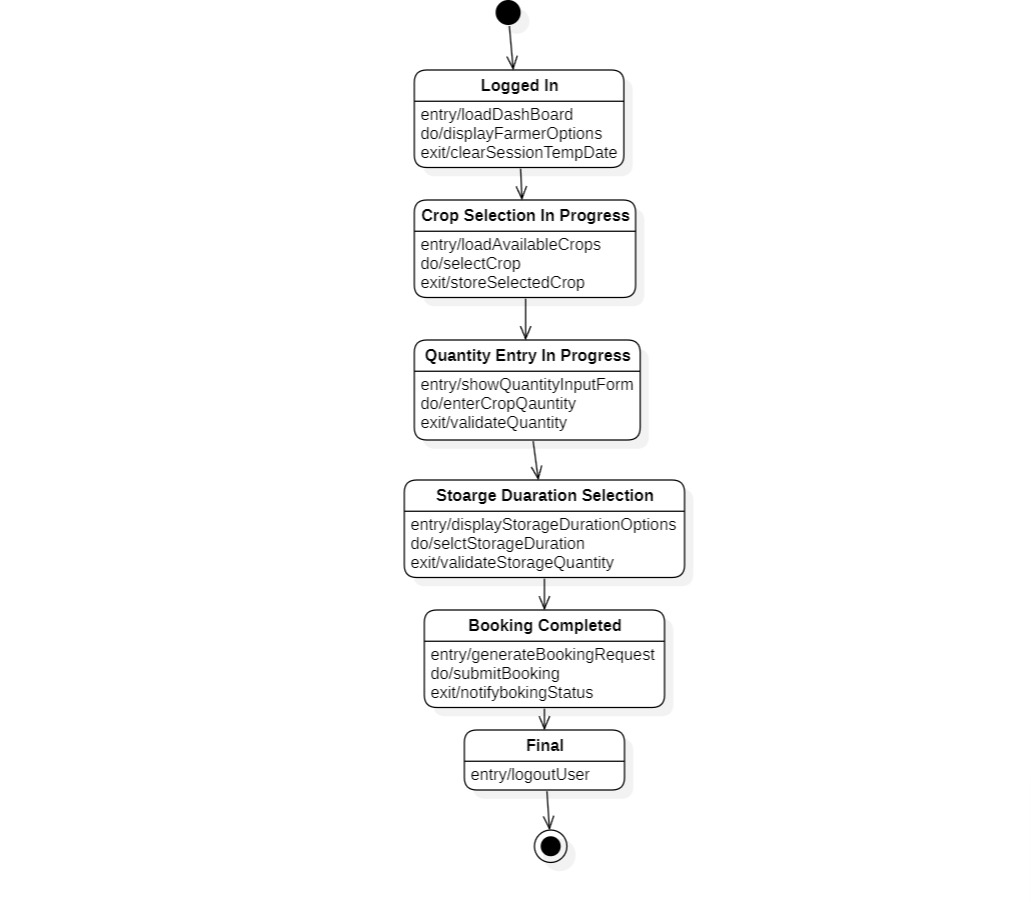 Logged In
entry/loadDashBoard
do/displayFarmerOptions
exit/clearSessionTempDate
Crop Selection In Progress
entry/loadAvailableCrops
do/selectCrop
exit/storeSelectedCrop
Quantity Entry In Progress
entry/showQuantityInputForm
do/enterCropQauntity
exit/validateQuantity
Stoarge Duaration Selection
entry/displayStorageDurationOptions
do/selctStorageDuration
exit/validateStorageQuantity
Booking Completed
entry/generateBookingRequest
do/submitBooking
exit/notifybokingStatus
Final
entry/logoutUser